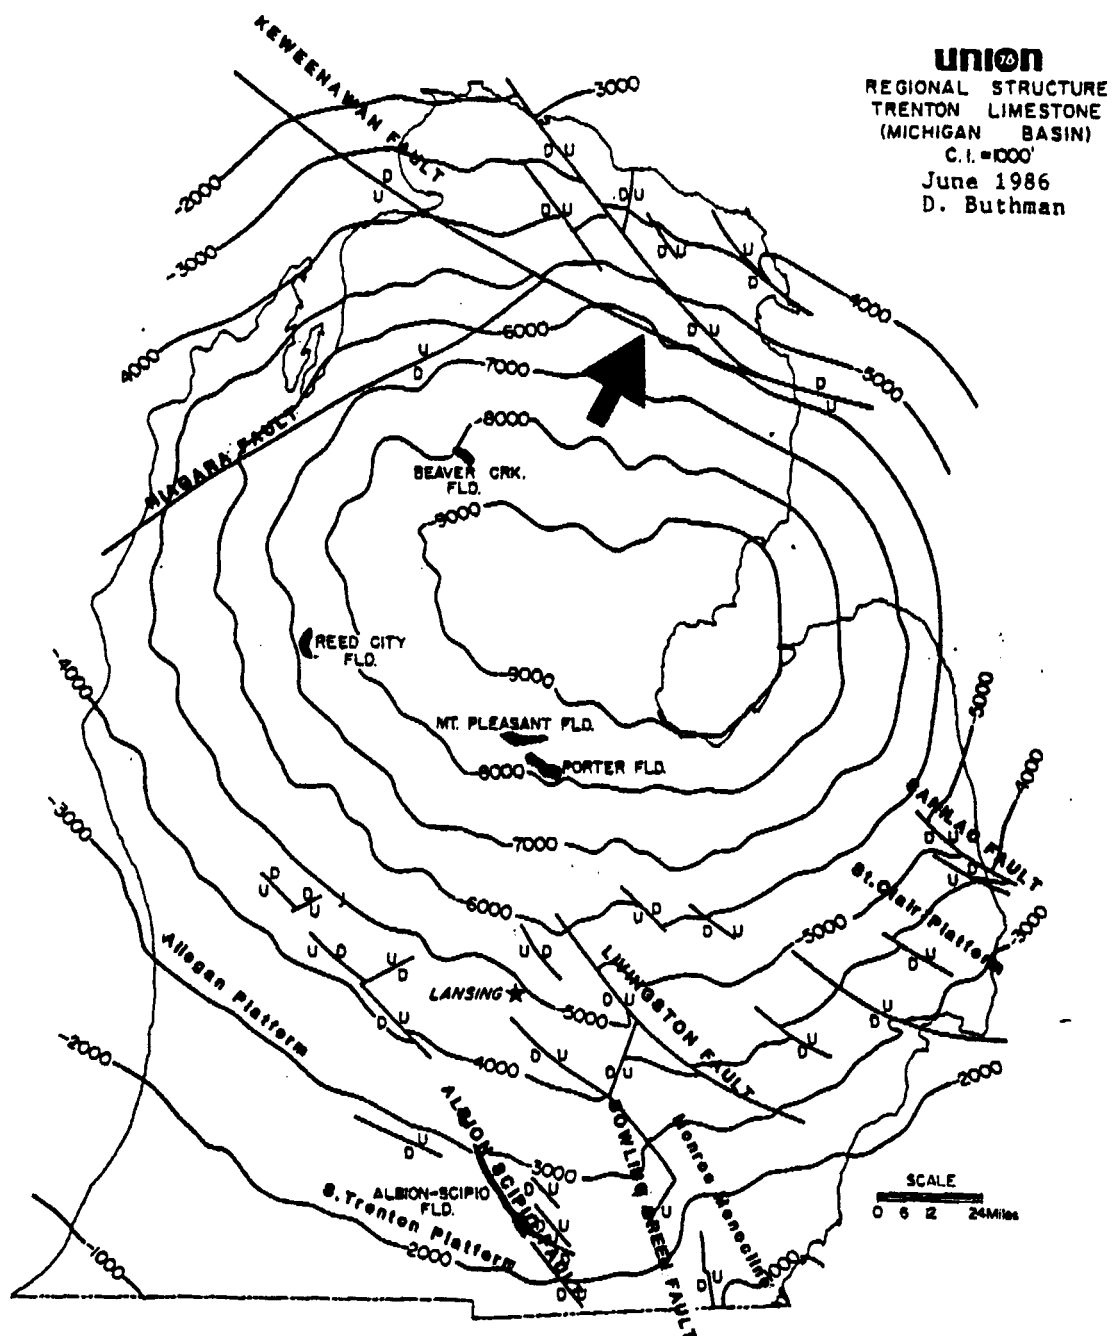 union
76
REGIONAL STRUCTURE
TRENTON LIMESTONE
(MICHIGAN BASIN)
C.I. =1000'
June 1986
D. Buthman
KEWEENAWAN FAULT
3000
-2000
-3000
4000
4000
-5000
6000
7000
-8000
NIAGARA FAULT
BEAVER CRK.
FLD.
-9000
REED CITY
FLD.
-4000
9000
-5000
MT. PLEASANT FLD.
PORTER FLD.
-8000
4000
-3000
7000
SANILAC FAULT
St. Clair Platform
6000
-5000
-3000
Allegan Platform
LANSING
LIVINGSTON FAULT
5000
-2000
4000
2000
ALBION SCIPIO FAULT
BOWLING GREEN FAULT
Monroe Monocline
3000
ALBION-SCIPIO
FLD.
S. Trenton Platform
SCALE
0 6 12 24 Miles
-2000
-1000
D U
D
U